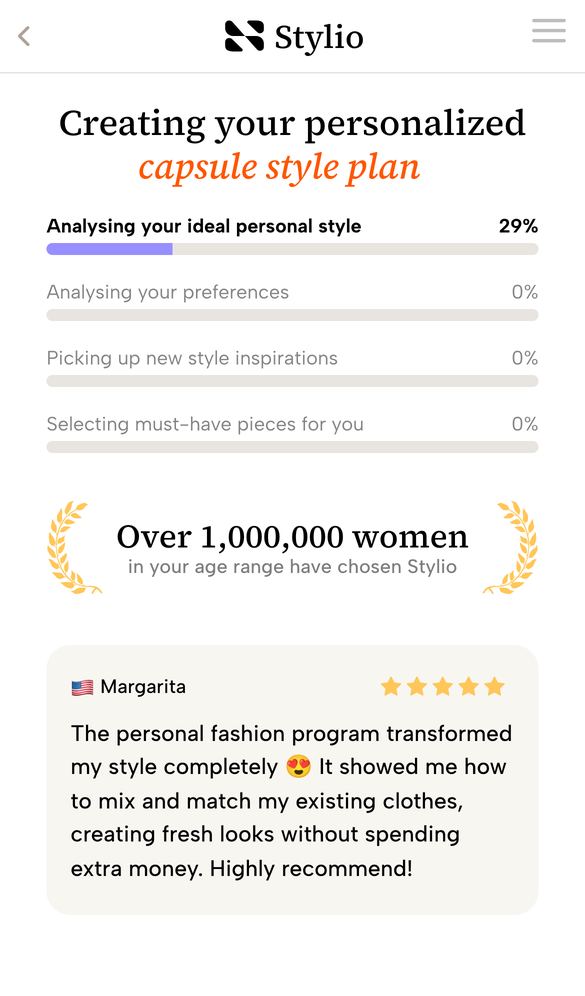 Stylio
Creating your personalized
capsule style plan
Analysing your ideal personal style 29%
Analysing your preferences 0%
Picking up new style inspirations 0%
Selecting must-have pieces for you 0%
Over 1,000,000 women
in your age range have chosen Stylio
🇺🇸 Margarita
The personal fashion program transformed
my style completely 😍 It showed me how
to mix and match my existing clothes,
creating fresh looks without spending
extra money. Highly recommend!